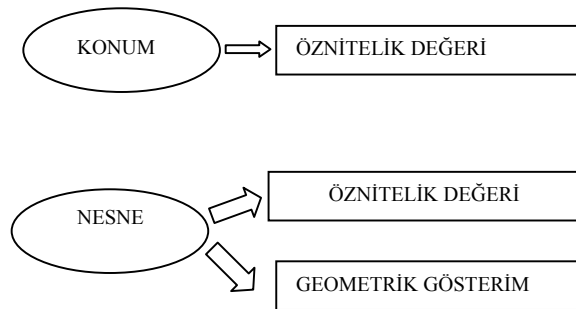 KONUM
ÖZNİTELİK DEĞERİ
NESNE
ÖZNİTELİK DEĞERİ
GEOMETRİK GÖSTERİM